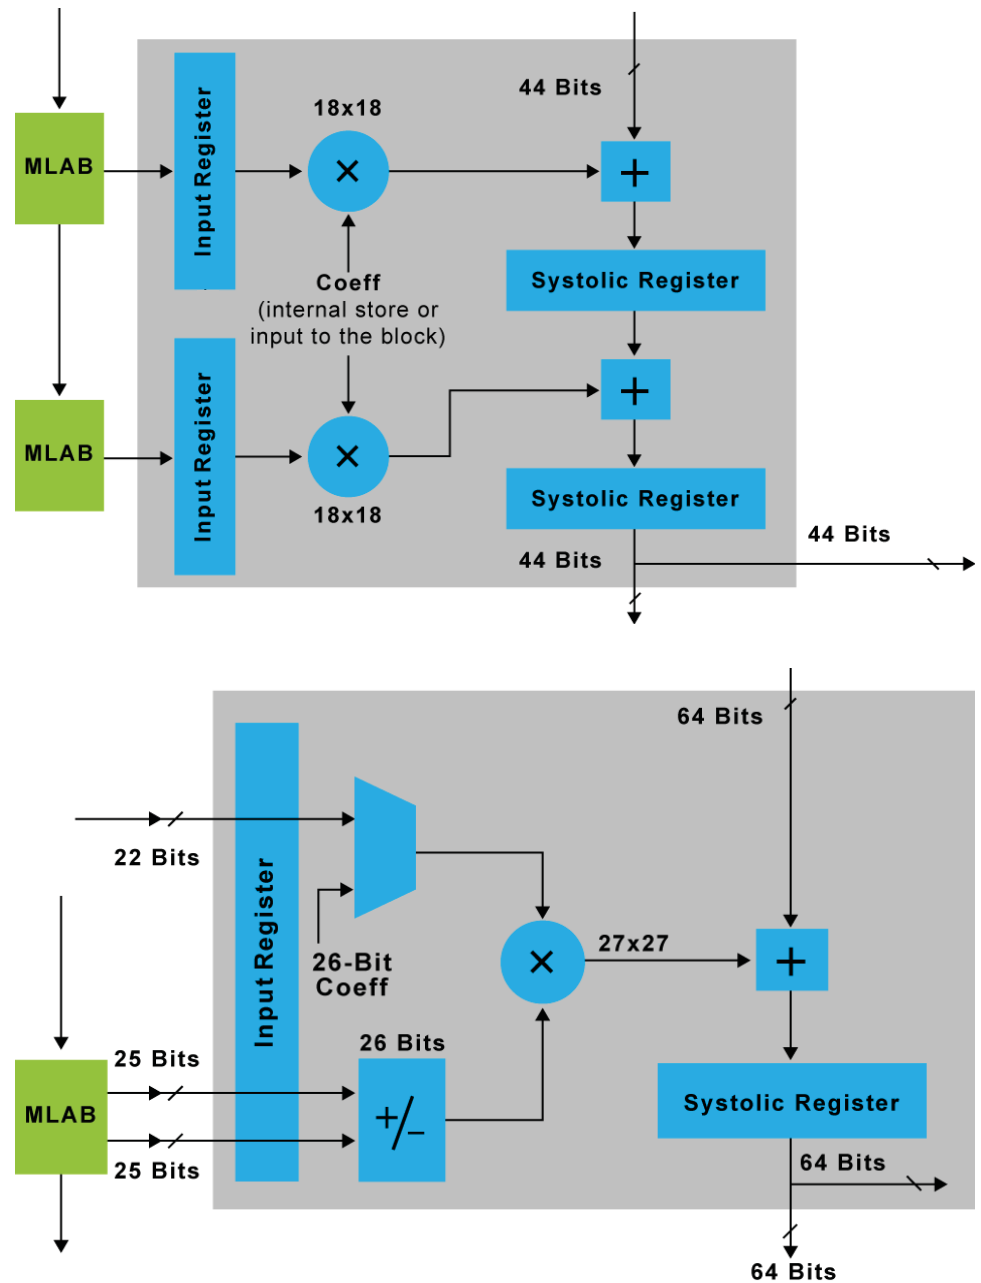 44 Bits
18x18
MLAB
Input Register
×
+
Systolic Register
Coeff
(internal store or
input to the block)
+
MLAB
Input Register
×
Systolic Register
18x18
44 Bits
44 Bits
64 Bits
22 Bits
Input Register
26-Bit
Coeff
×
27x27
+
26 Bits
25 Bits
MLAB
+/-
Systolic Register
25 Bits
64 Bits
64 Bits